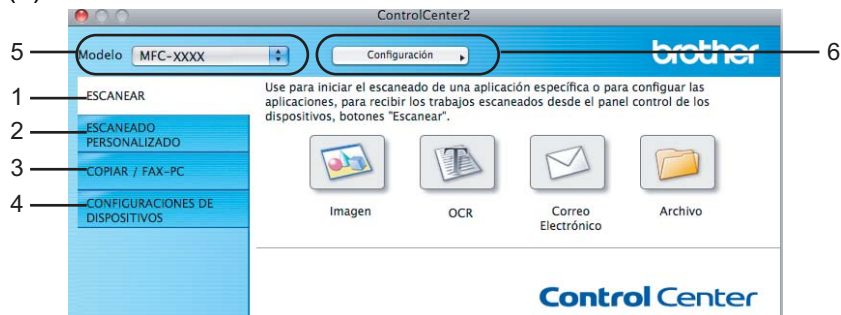 ControlCenter2
5
Modelo MFC-XXXX
Configuración
brother
6
1
ESCANEAR
2
ESCANEADO
PERSONALIZADO
3
COPIAR / FAX-PC
4
CONFIGURACIONES DE
DISPOSITIVOS
Use para iniciar el escaneado de una aplicación específica o para configuar las
aplicaciones, para recibir los trabajos escaneados desde el panel control de los
dispositivos, botones "Escanear".
Imagen
OCR
Correo
Electrónico
Archivo
Control Center